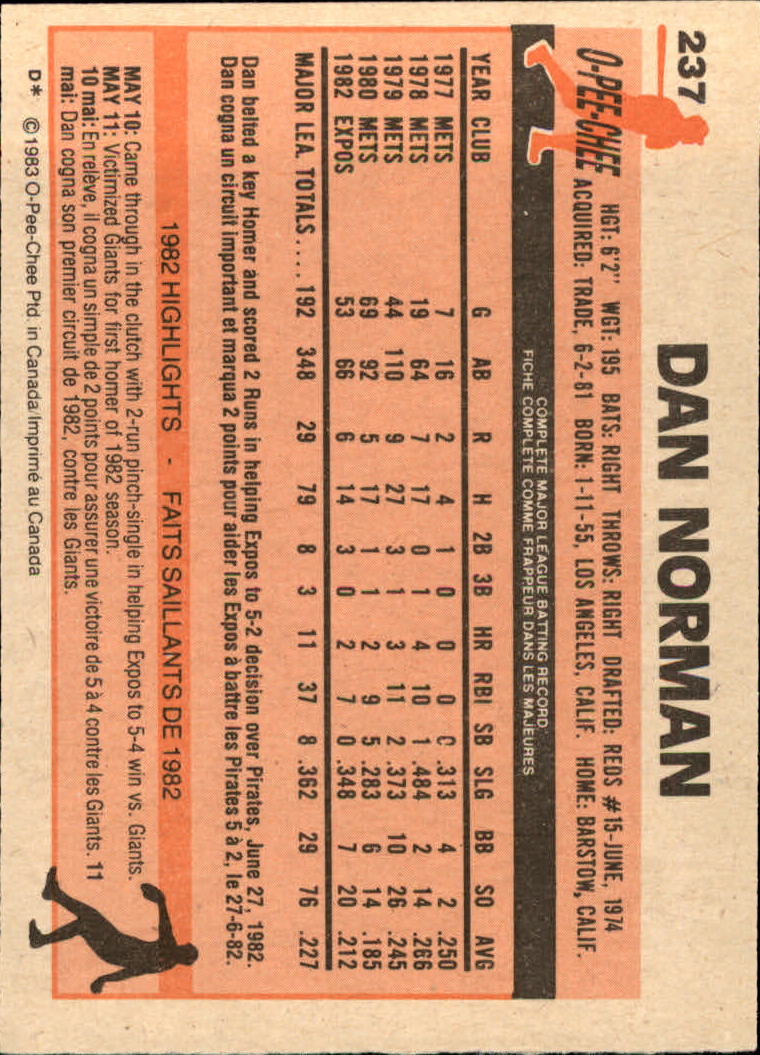 237
DAN NORMAN
O-PEE-CHEE
HGT: 6'2" WGT: 195 BATS: RIGHT THROWS: RIGHT DRAFTED: REDS #15-JUNE, 1974
ACQUIRED: TRADE, 6-2-81 BORN: 1-11-55, LOS ANGELES, CALIF. HOME: BARSTOW, CALIF.
COMPLETE MAJOR LEAGUE BATTING RECORD
FICHE COMPLETE COMME FRAPPEUR DANS LES MAJEURES
YEAR CLUB G AB R H 2B 3B HR RBI SB SLG BB SO AVG
1977 METS 7 16 2 4 1 0 0 0 0 .313 4 2 .250
1978 METS 19 64 7 17 0 1 4 10 1 .484 2 14 .266
1979 METS 44 110 9 27 3 1 3 11 2 .373 10 26 .245
1980 METS 69 92 5 17 1 1 2 9 5 .283 6 14 .185
1982 EXPOS 53 66 6 14 3 0 2 7 0 .348 7 20 .212
MAJOR LEA. TOTALS.... 192 348 29 79 8 3 11 37 8 .362 29 76 .227
Dan belted a key Homer and scored 2 Runs in helping Expos to 5-2 decision over Pirates, June 27, 1982.
Dan cogna un circuit important et marqua 2 points pour aider les Expos à battre les Pirates 5 à 2, le 27-6-82.
1982 HIGHLIGHTS - FAITS SAILLANTS DE 1982
MAY 10: Came through in the clutch with 2-run pinch-single in helping Expos to 5-4 win vs. Giants.
MAY 11: Victimized Giants for first homer of 1982 season.
10 mai: En relève, il cogna un simple de 2 points pour assurer une victoire de 5 à 4 contre les Giants. 11
mai: Dan cogna son premier circuit de 1982, contre les Giants.
D* © 1983 O-Pee-Chee Ptd. in Canada/Imprimé au Canada